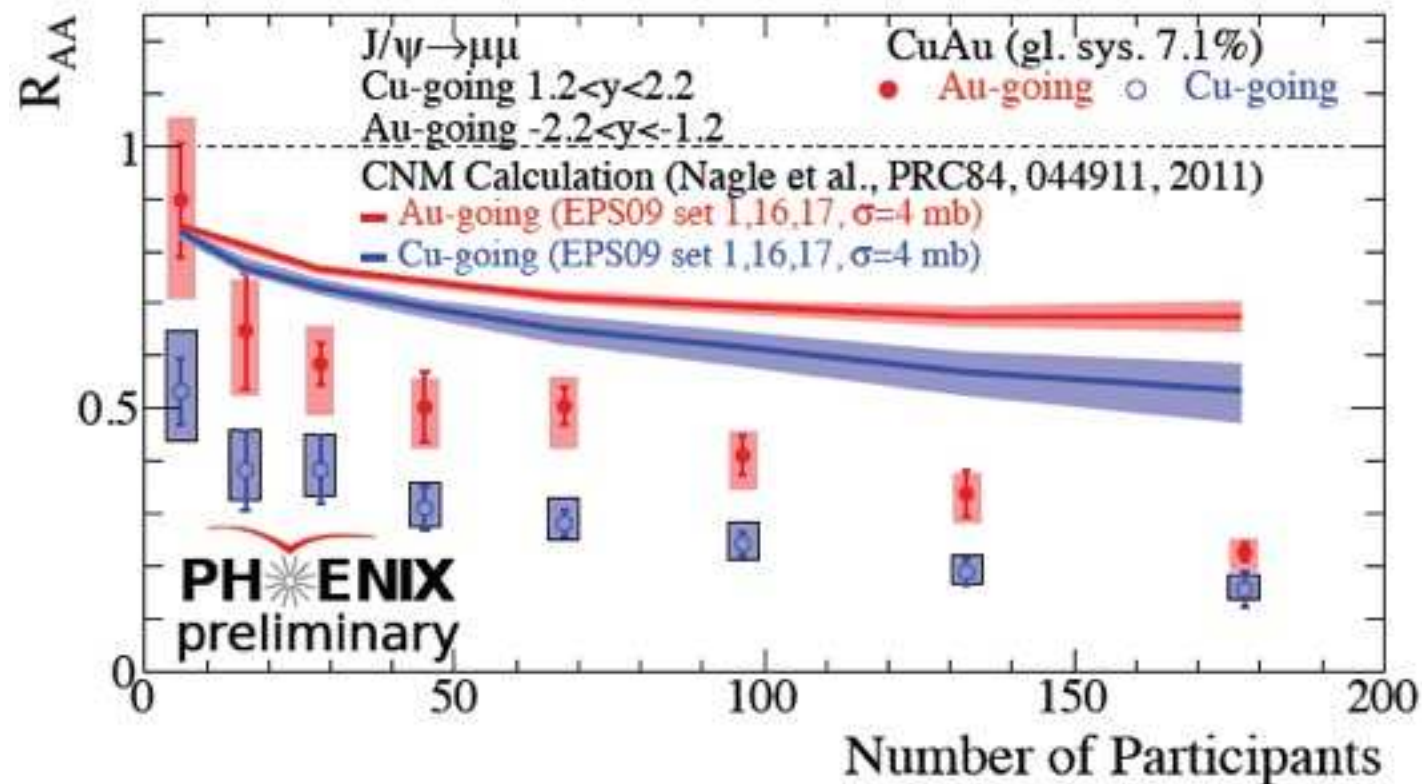 R_AA
J/ψ→μμ
Cu-going 1.2<y<2.2
Au-going -2.2<y<-1.2
CuAu (gl. sys. 7.1%)
Au-going Cu-going
CNM Calculation (Nagle et al., PRC84, 044911, 2011)
Au-going (EPS09 set 1,16,17, σ=4 mb)
Cu-going (EPS09 set 1,16,17, σ=4 mb)
1
0.5
0
PHENIX
preliminary
0 50 100 150 200
Number of Participants